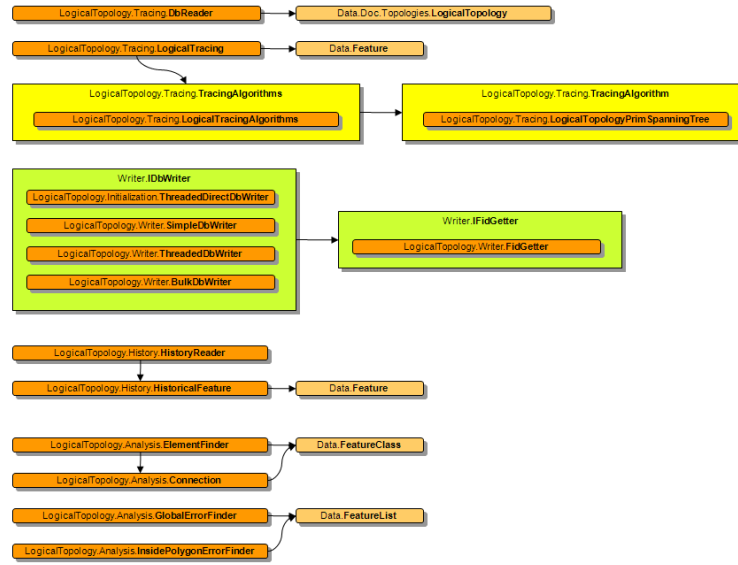 LogicalTopology.Tracing.DbReader
Data.Doc.Topologies.LogicalTopology
LogicalTopology.Tracing.LogicalTracing
Data.Feature
LogicalTopology.Tracing.TracingAlgorithms
LogicalTopology.Tracing.TracingAlgorithm
LogicalTopology.Tracing.LogicalTracingAlgorithms
LogicalTopology.Tracing.LogicalTopologyPrimSpanningTree
Writer.IDbWriter
LogicalTopology.Initialization.ThreadedDirectDbWriter
LogicalTopology.Writer.SimpleDbWriter
LogicalTopology.Writer.ThreadedDbWriter
LogicalTopology.Writer.BulkDbWriter
Writer.IFidGetter
LogicalTopology.Writer.FidGetter
LogicalTopology.History.HistoryReader
LogicalTopology.History.HistoricalFeature
Data.Feature
LogicalTopology.Analysis.ElementFinder
Data.FeatureClass
LogicalTopology.Analysis.Connection
LogicalTopology.Analysis.GlobalErrorFinder
Data.FeatureList
LogicalTopology.Analysis.InsidePolygonErrorFinder